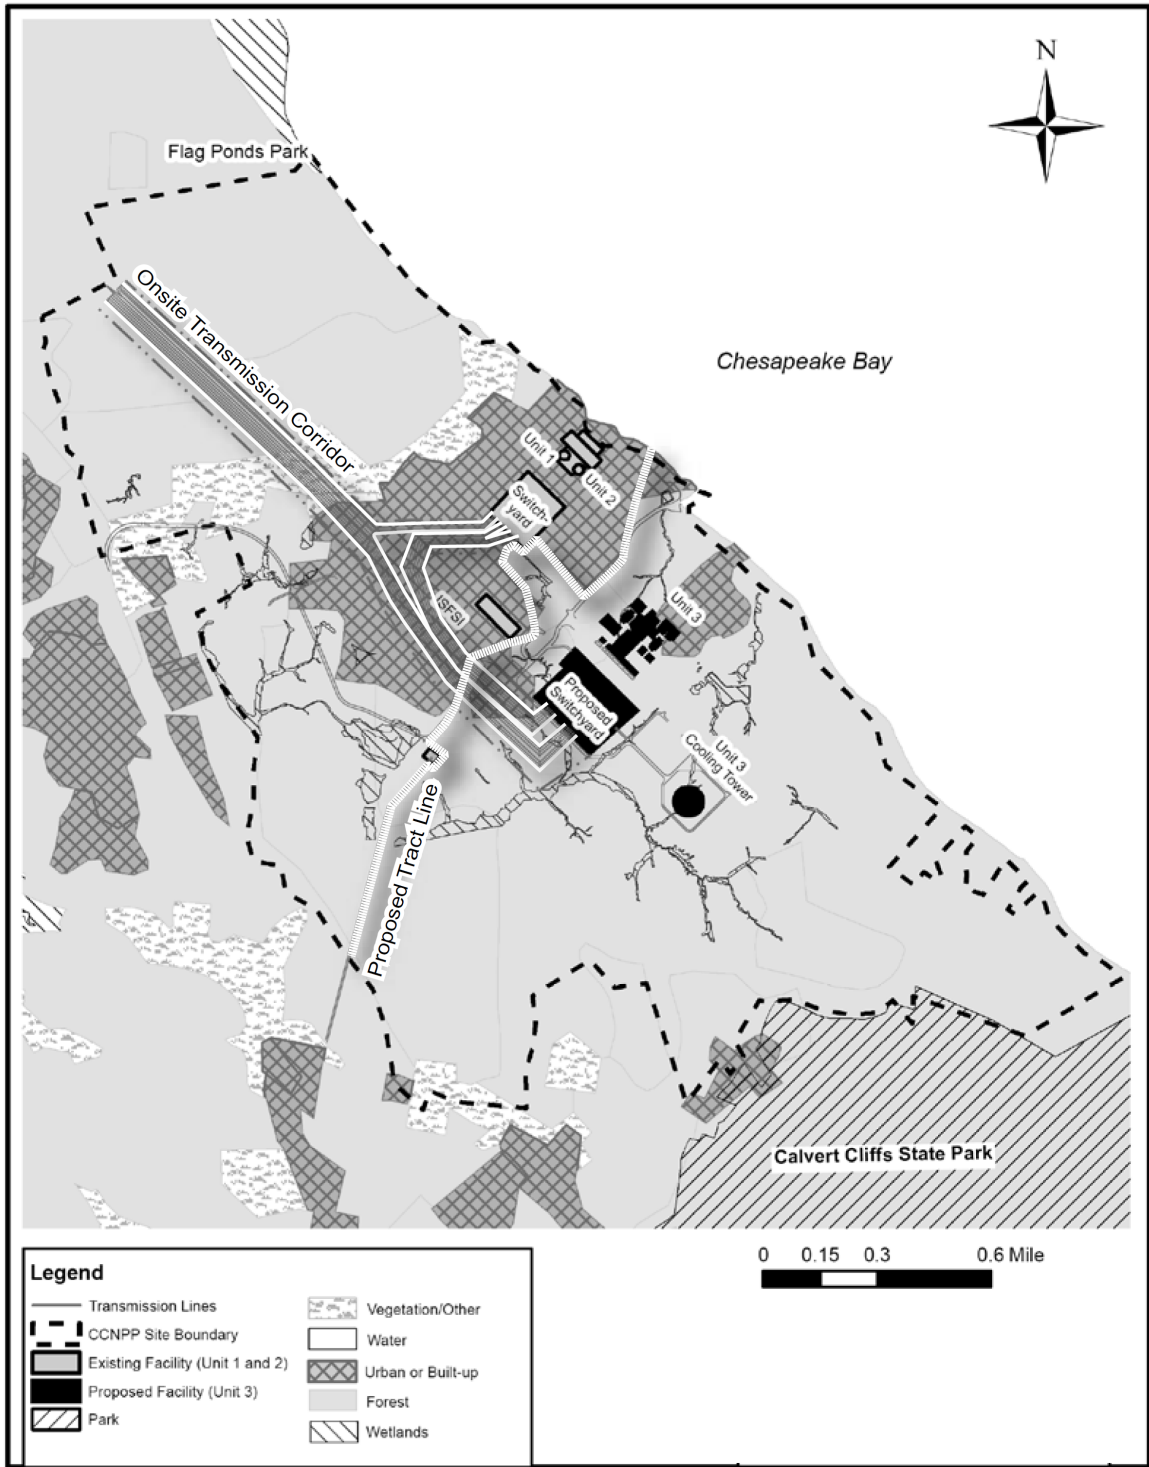 N
Flag Ponds Park
Onsite Transmission Corridor
Chesapeake Bay
Unit 1
Unit 2
Switch-
yard
ISFSI
Unit 3
Proposed
Switchyard
Unit 3
Cooling Tower
Proposed Tract Line
Calvert Cliffs State Park
0 0.15 0.3 0.6 Mile
Legend
Transmission Lines
CCNPP Site Boundary
Existing Facility (Unit 1 and 2)
Proposed Facility (Unit 3)
Park
Vegetation/Other
Water
Urban or Built-up
Forest
Wetlands